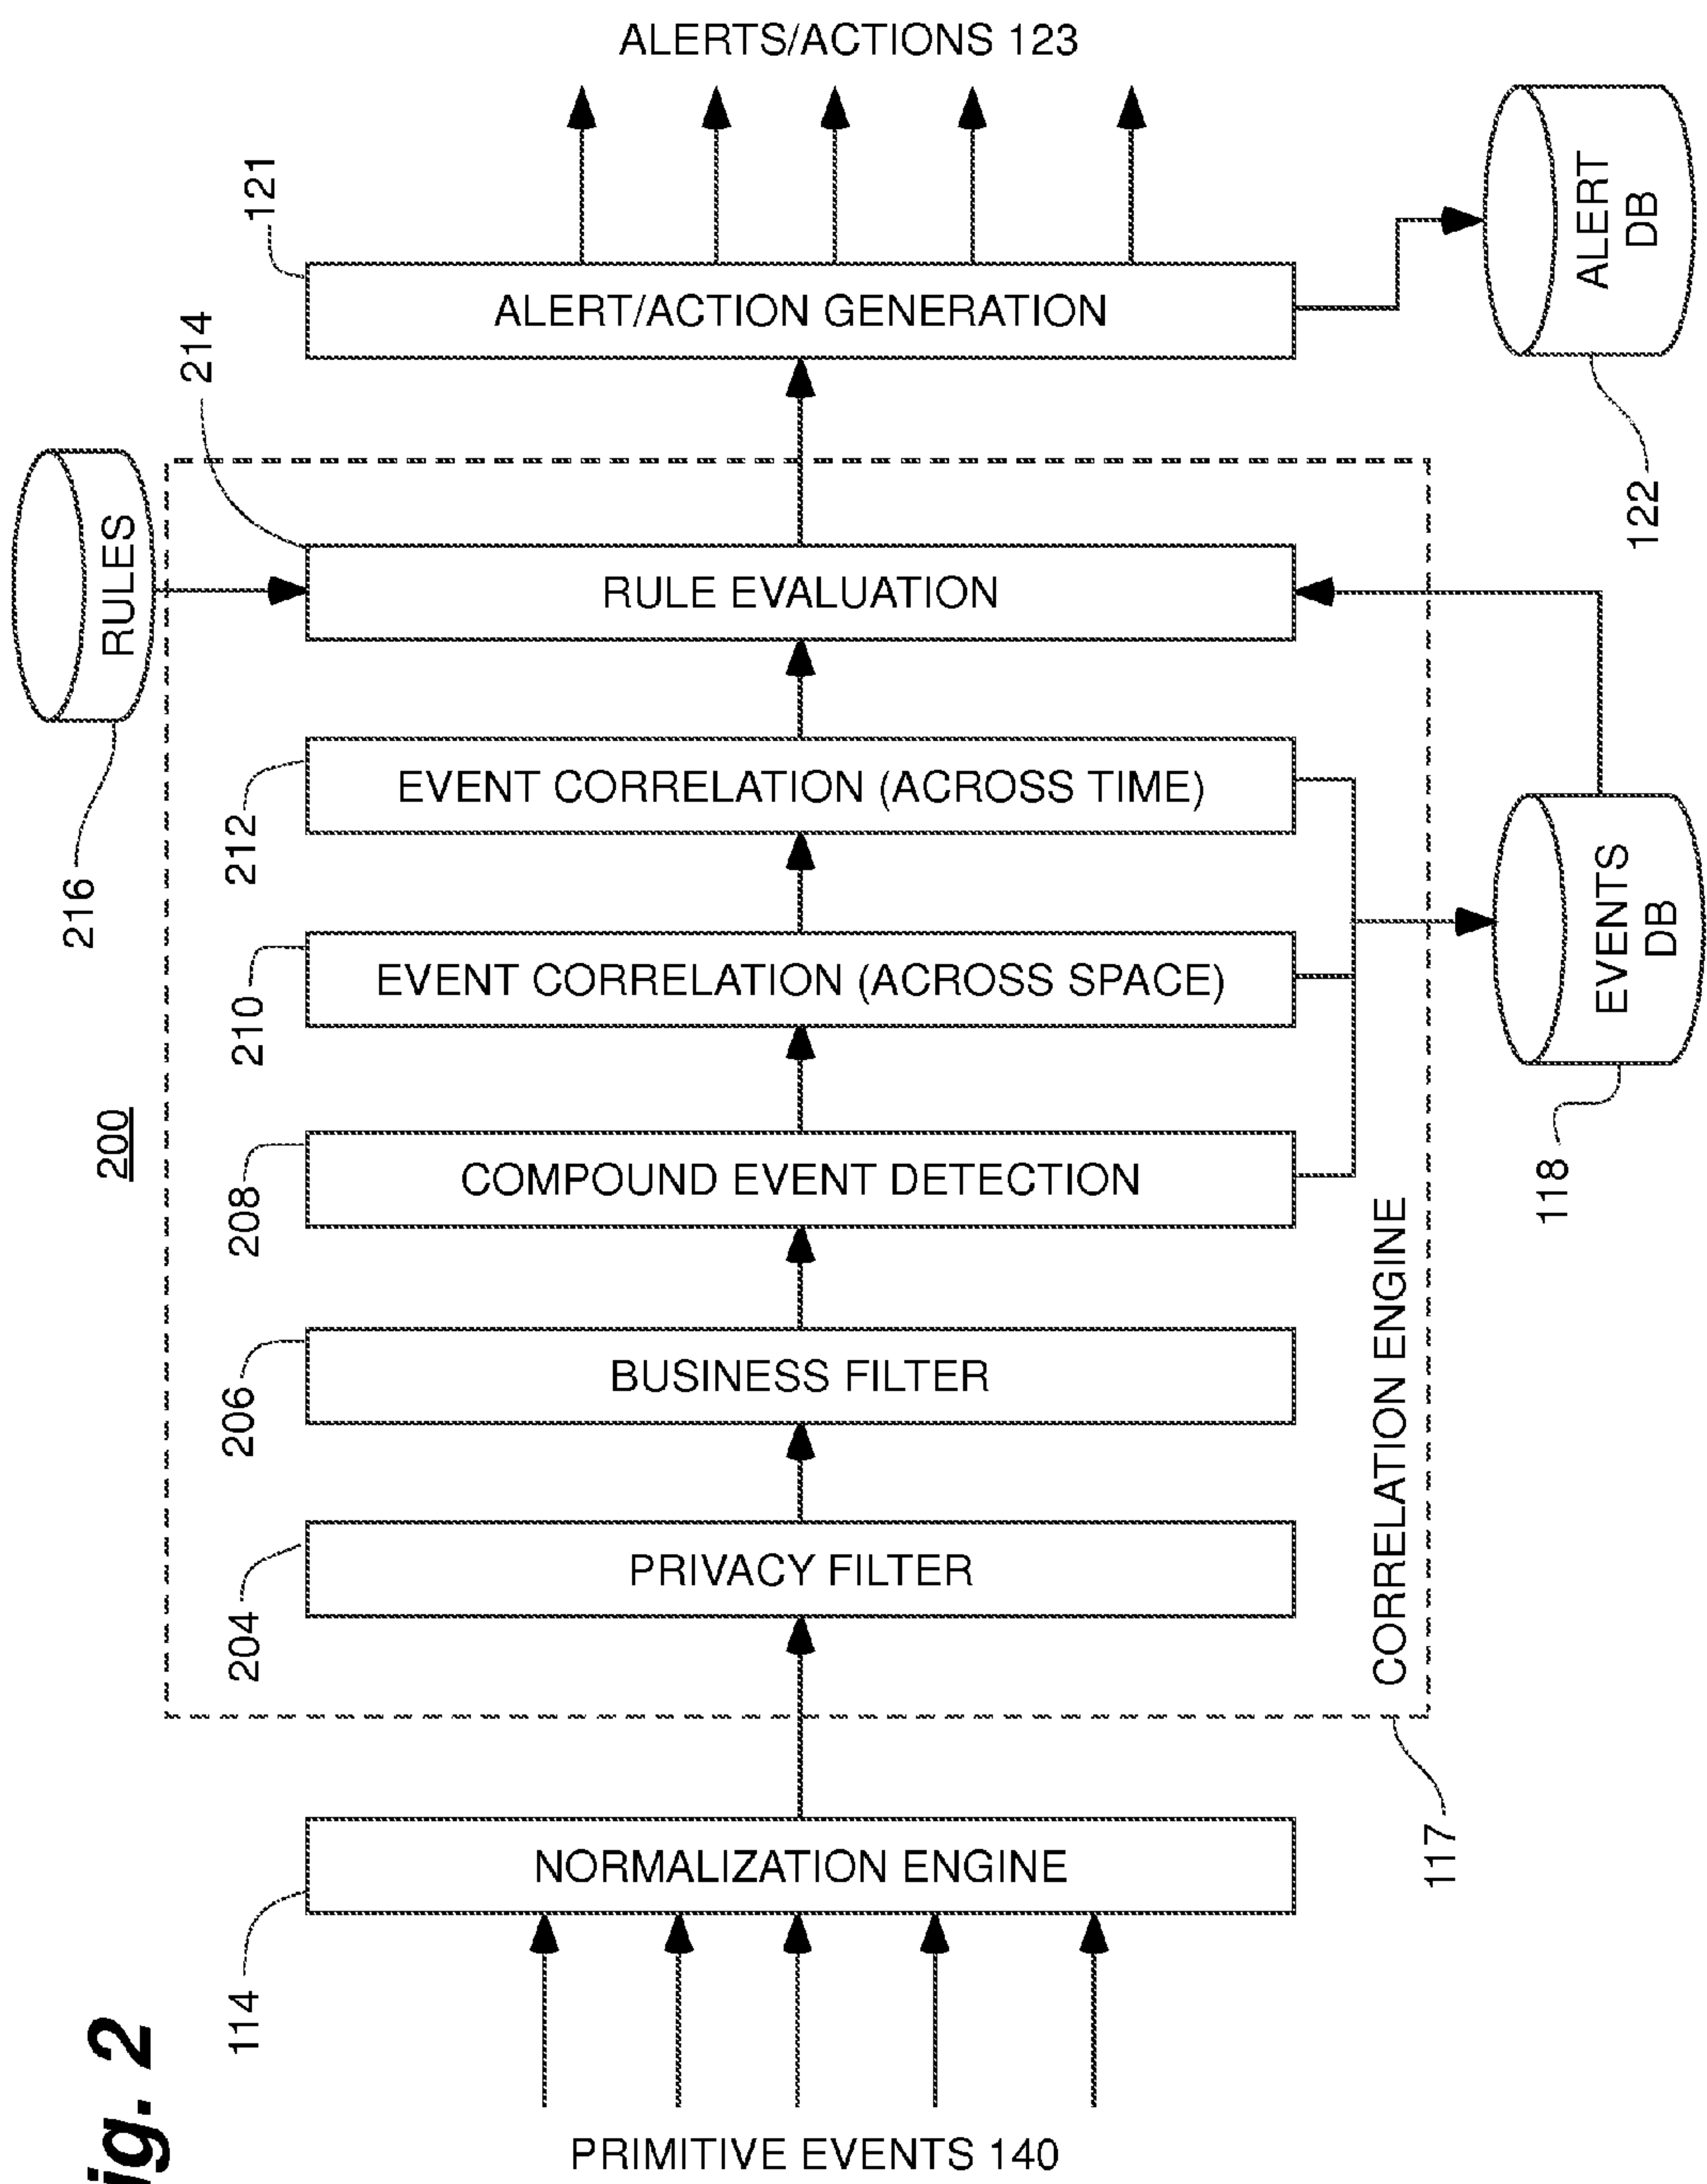 ALERTS/ACTIONS 123
121
ALERT/ACTION GENERATION
ALERT
DB
122
214
RULES
216
RULE EVALUATION
212
EVENT CORRELATION (ACROSS TIME)
210
EVENT CORRELATION (ACROSS SPACE)
EVENTS
DB
118
200
208
COMPOUND EVENT DETECTION
206
BUSINESS FILTER
204
PRIVACY FILTER
CORRELATION ENGINE
117
114
NORMALIZATION ENGINE
PRIMITIVE EVENTS 140
ig. 2